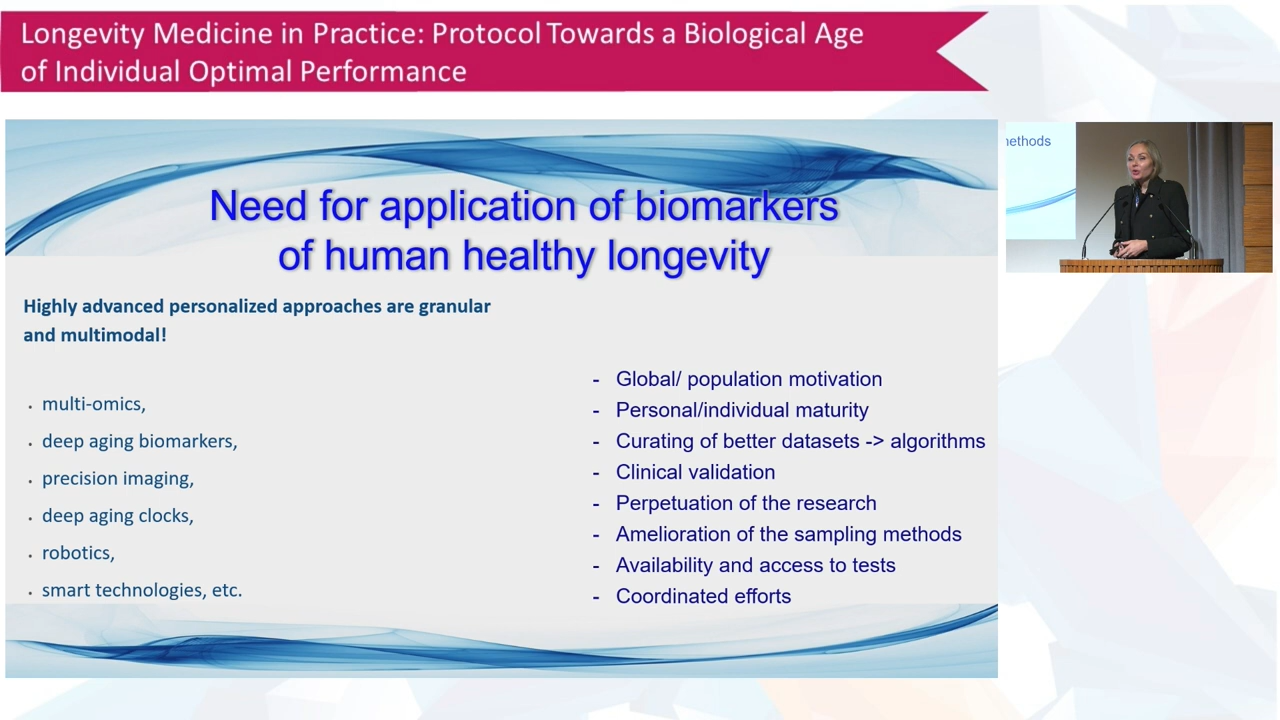 Longevity Medicine in Practice: Protocol Towards a Biological Age
of Individual Optimal Performance
Need for application of biomarkers
of human healthy longevity
Highly advanced personalized approaches are granular
and multimodal!
· multi-omics,
· deep aging biomarkers,
· precision imaging,
· deep aging clocks,
· robotics,
· smart technologies, etc.
- Global/ population motivation
- Personal/individual maturity
- Curating of better datasets -> algorithms
- Clinical validation
- Perpetuation of the research
- Amelioration of the sampling methods
- Availability and access to tests
- Coordinated efforts